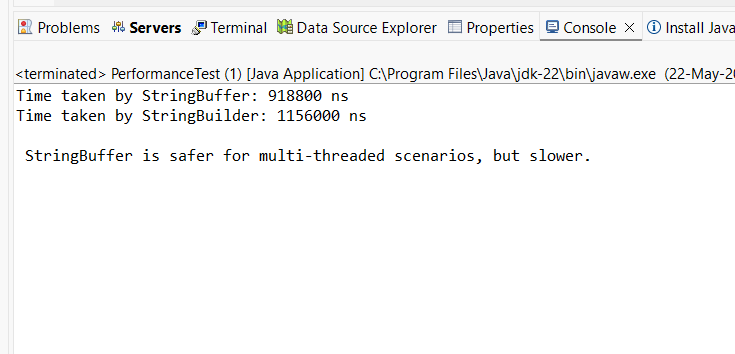 Problems Servers Terminal Data Source Explorer Properties Console Install Java
<terminated> PerformanceTest (1) [Java Application] C:\Program Files\Java\jdk-22\bin\javaw.exe (22-May-20
Time taken by StringBuffer: 918800 ns
Time taken by StringBuilder: 1156000 ns
StringBuffer is safer for multi-threaded scenarios, but slower.